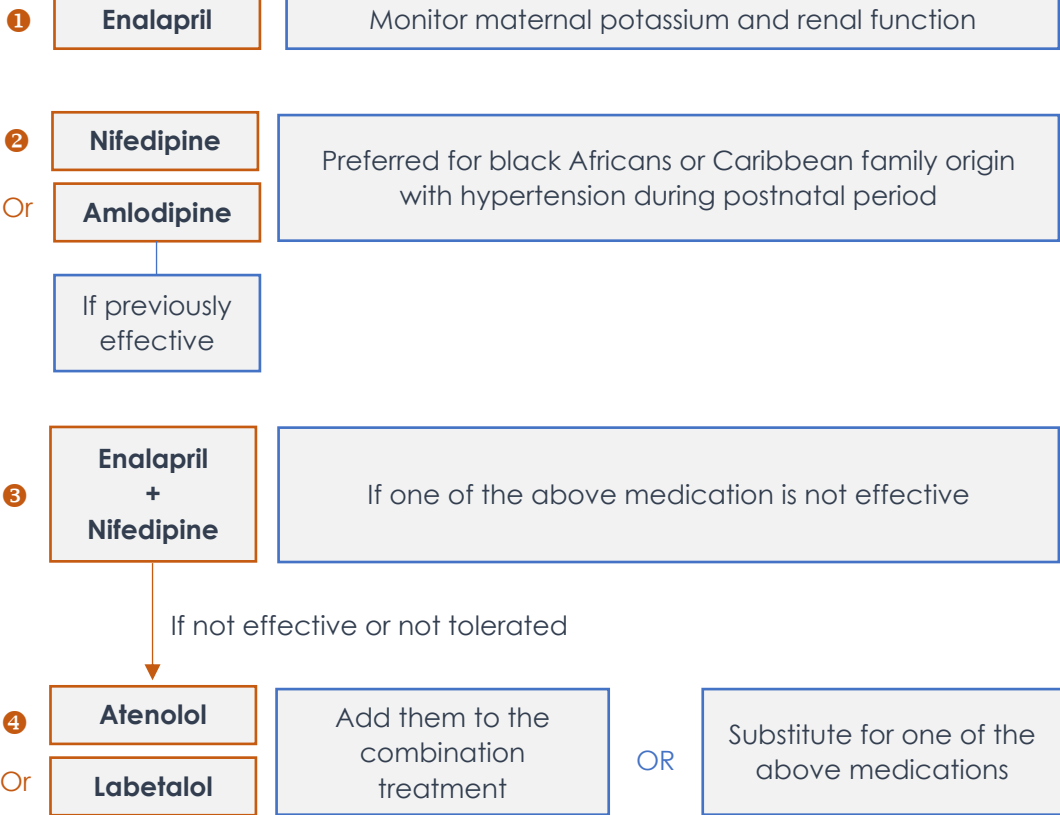 ❶ Enalapril Monitor maternal potassium and renal function
❷ Nifedipine
Or Amlodipine
Preferred for black Africans or Caribbean family origin
with hypertension during postnatal period
If previously
effective
❸ Enalapril
+
Nifedipine
If one of the above medication is not effective
If not effective or not tolerated
❹ Atenolol
Or Labetalol
Add them to the
combination
treatment
OR
Substitute for one of the
above medications